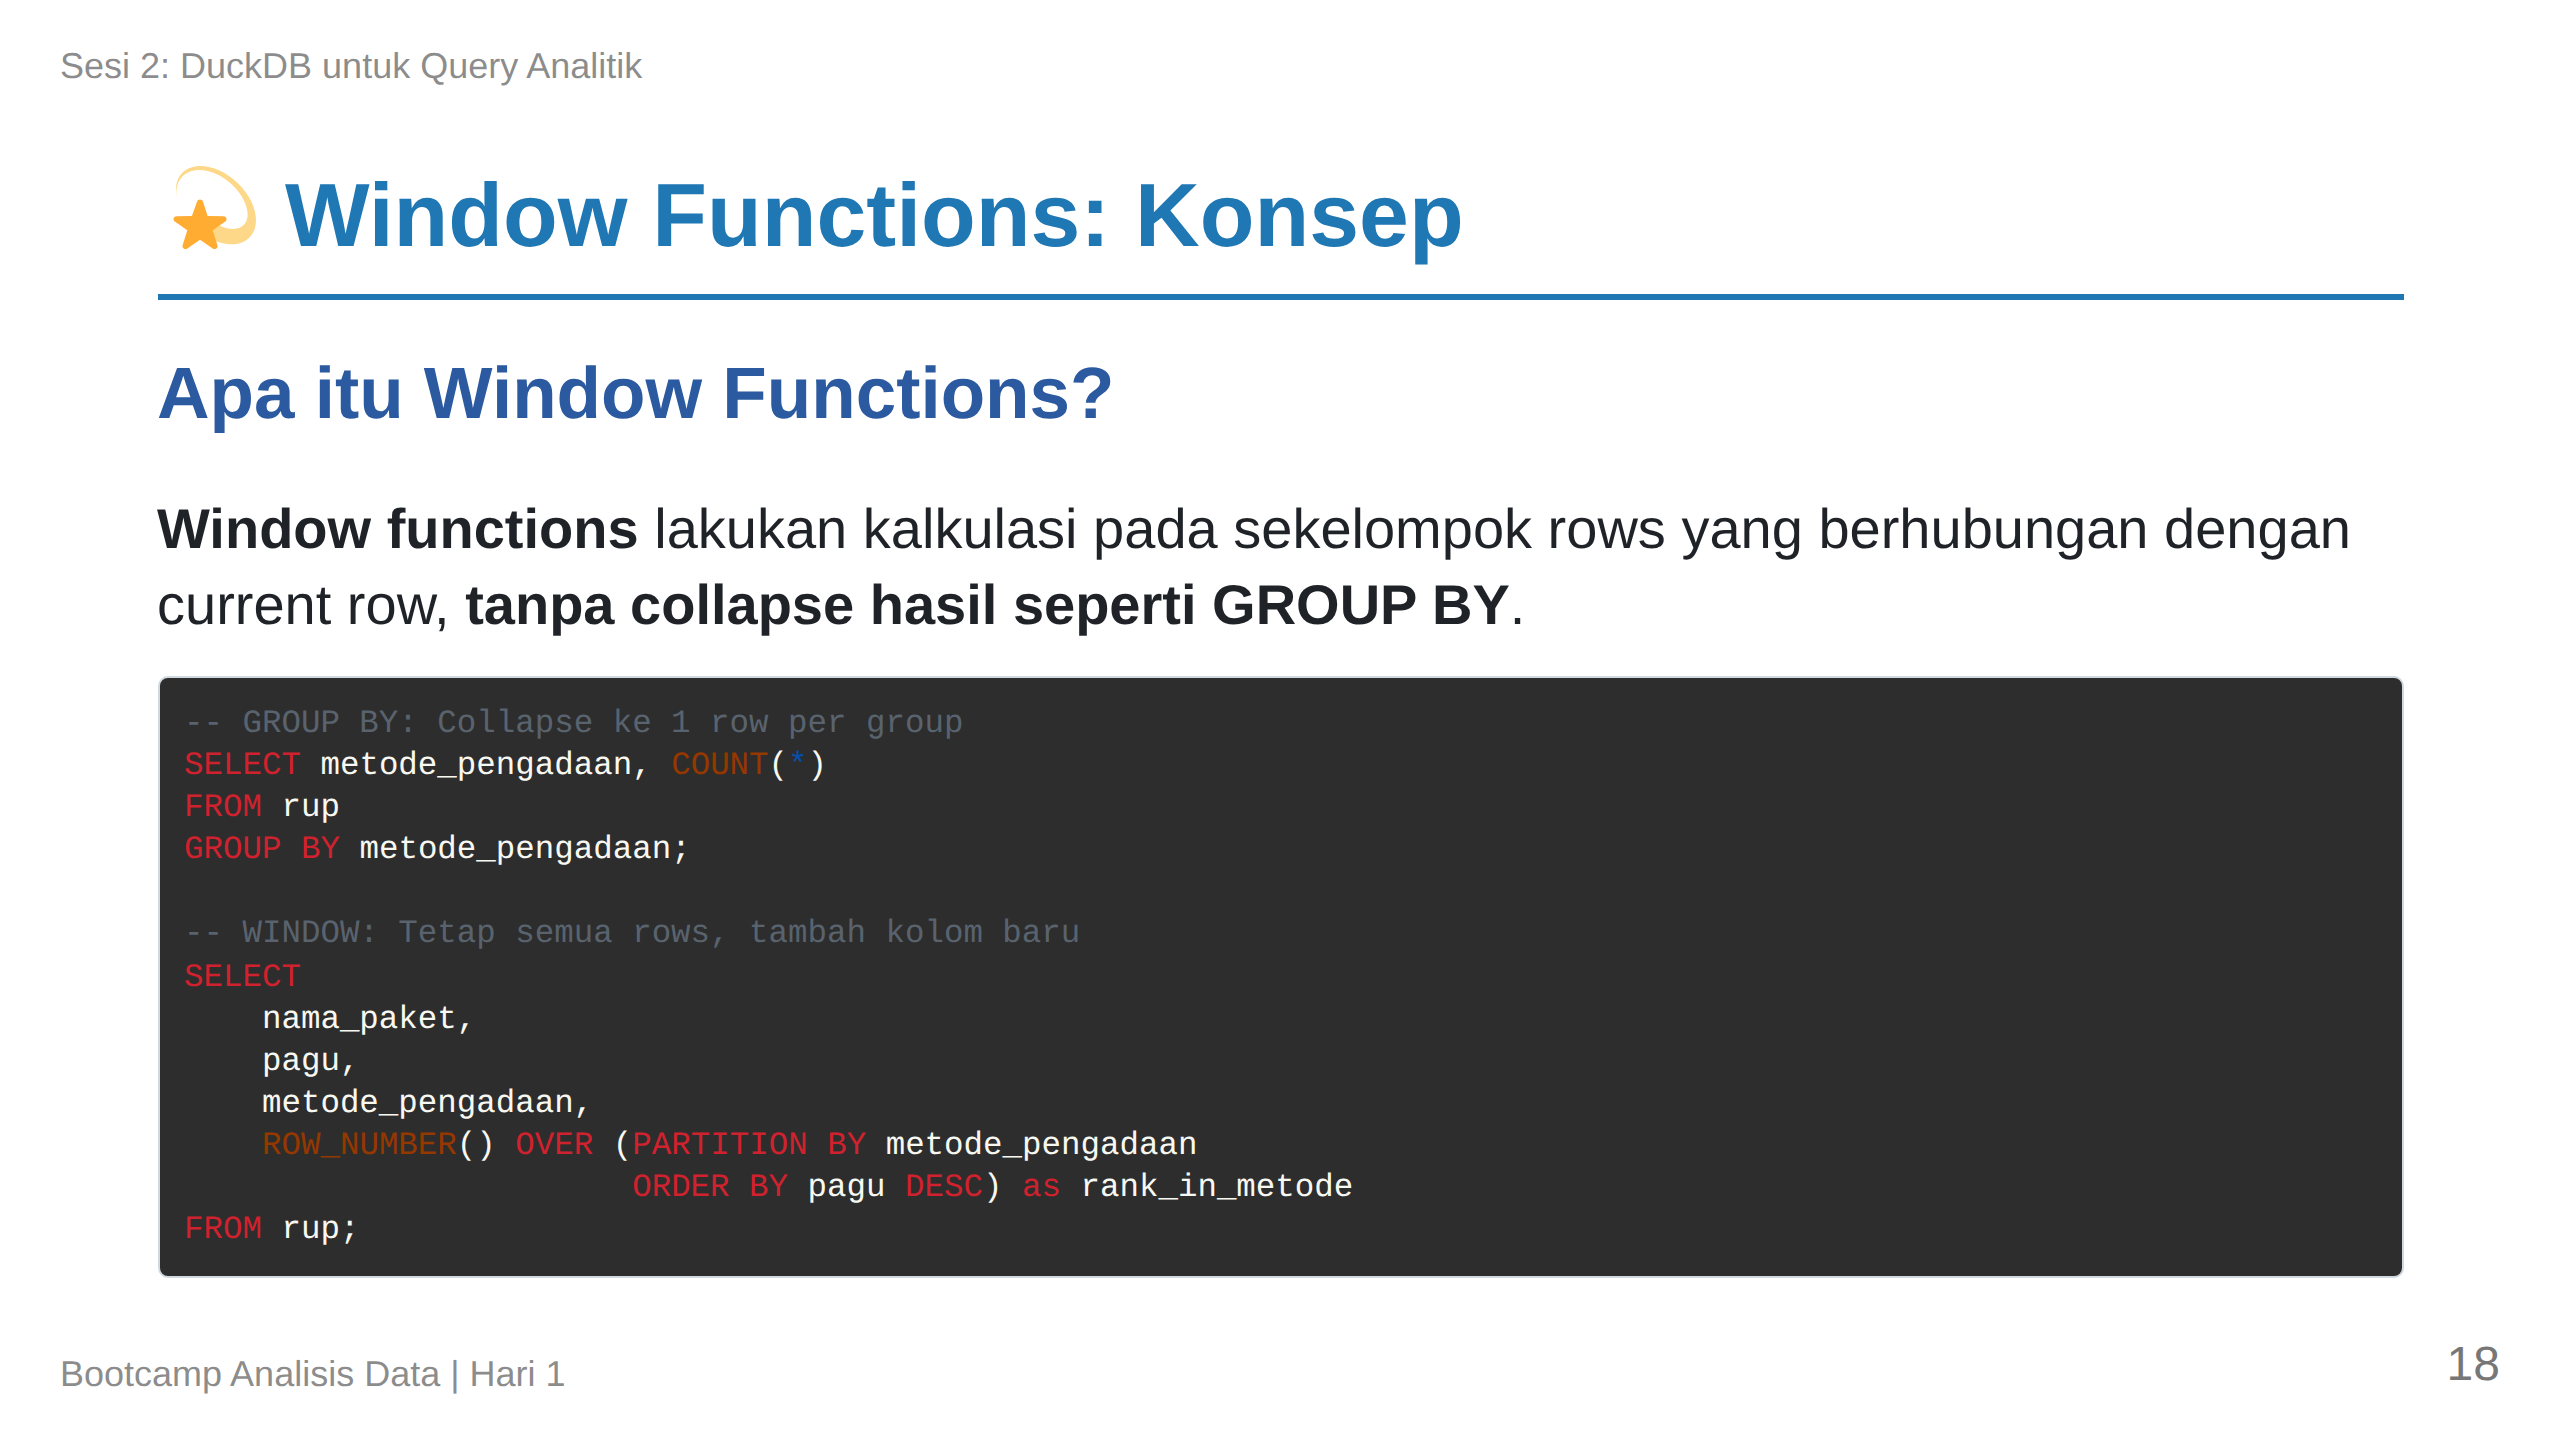 Sesi 2: DuckDB untuk Query Analitik
Window Functions: Konsep
Apa itu Window Functions?
Window functions lakukan kalkulasi pada sekelompok rows yang berhubungan dengan
current row, tanpa collapse hasil seperti GROUP BY.
-- GROUP BY: Collapse ke 1 row per group
SELECT metode_pengadaan, COUNT(*)
FROM rup
GROUP BY metode_pengadaan;
-- WINDOW: Tetap semua rows, tambah kolom baru
SELECT
    nama_paket,
    pagu,
    metode_pengadaan,
    ROW_NUMBER() OVER (PARTITION BY metode_pengadaan
                       ORDER BY pagu DESC) as rank_in_metode
FROM rup;
Bootcamp Analisis Data | Hari 1
18